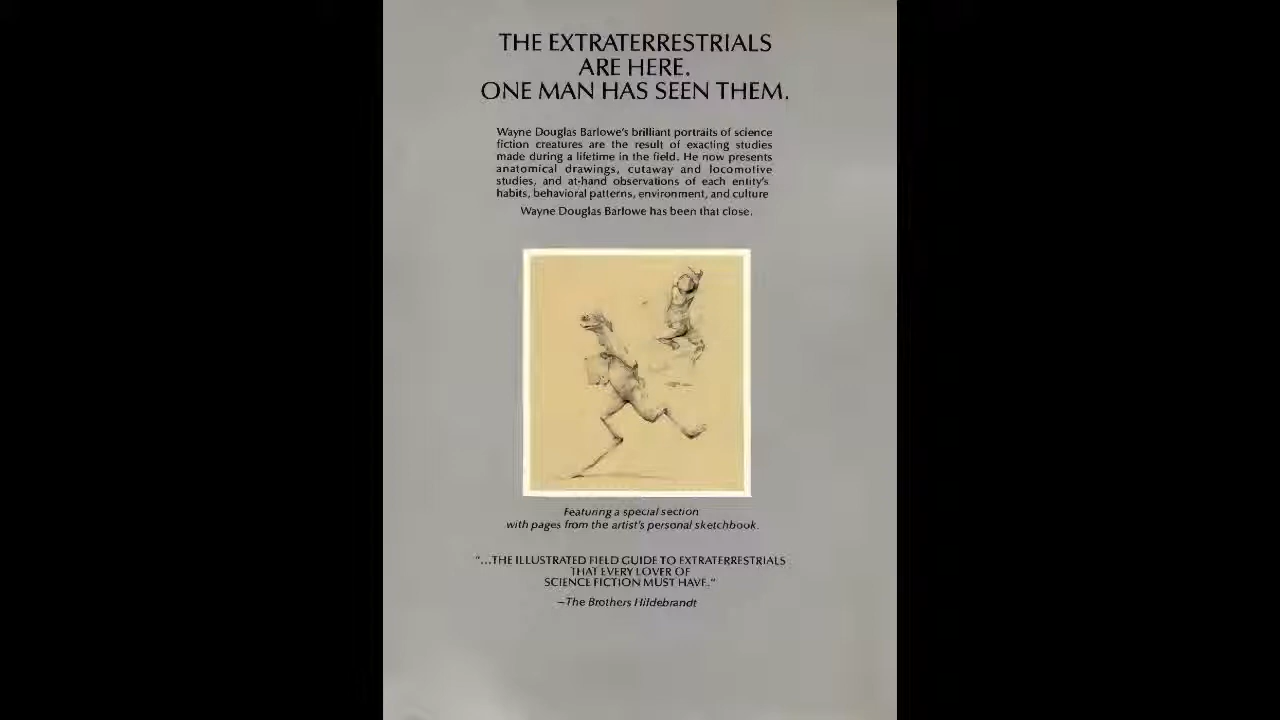 THE EXTRATERRESTRIALS
ARE HERE.
ONE MAN HAS SEEN THEM.
Wayne Douglas Barlowe's brilliant portraits of science
fiction creatures are the result of exacting studies
made during a lifetime in the field. He now presents
anatomical drawings, cutaway and locomotive
studies, and at-hand observations of each entity's
habits, behavioral patterns, environment, and culture
Wayne Douglas Barlowe has been that close.
Featuring a special section
with pages from the artist's personal sketchbook.
"...THE ILLUSTRATED FIELD GUIDE TO EXTRATERRESTRIALS
THAT EVERY LOVER OF
SCIENCE FICTION MUST HAVE."
—The Brothers Hildebrandt